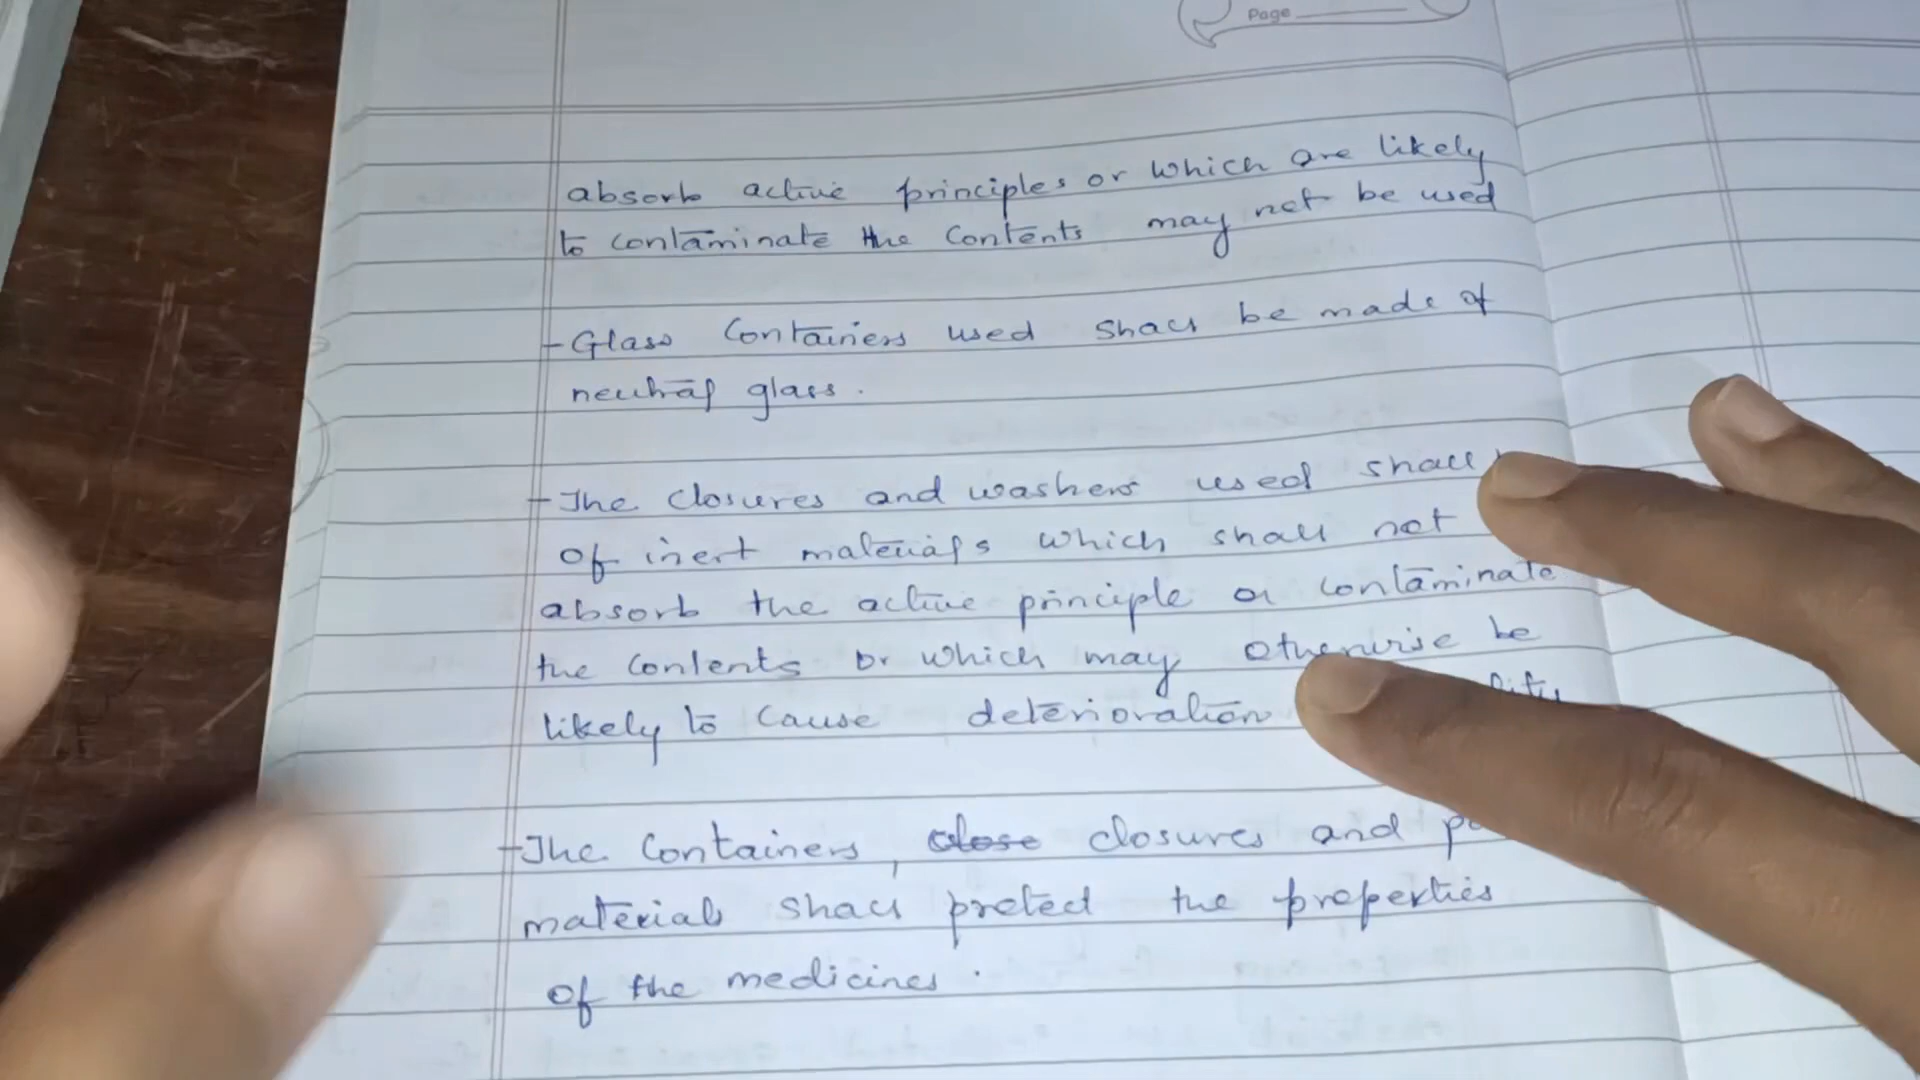 Page
absorb active principles or which are likely
to contaminate the contents may not be used
- Glass Containers used shall be made of
neutral glass.
- The closures and washers used shall
of inert materials which shall not
absorb the active principle or contaminate
the contents or which may otherwise be
likely to cause deterioration
- The Containers, close closures and
material shall protect the properties
of the medicines.